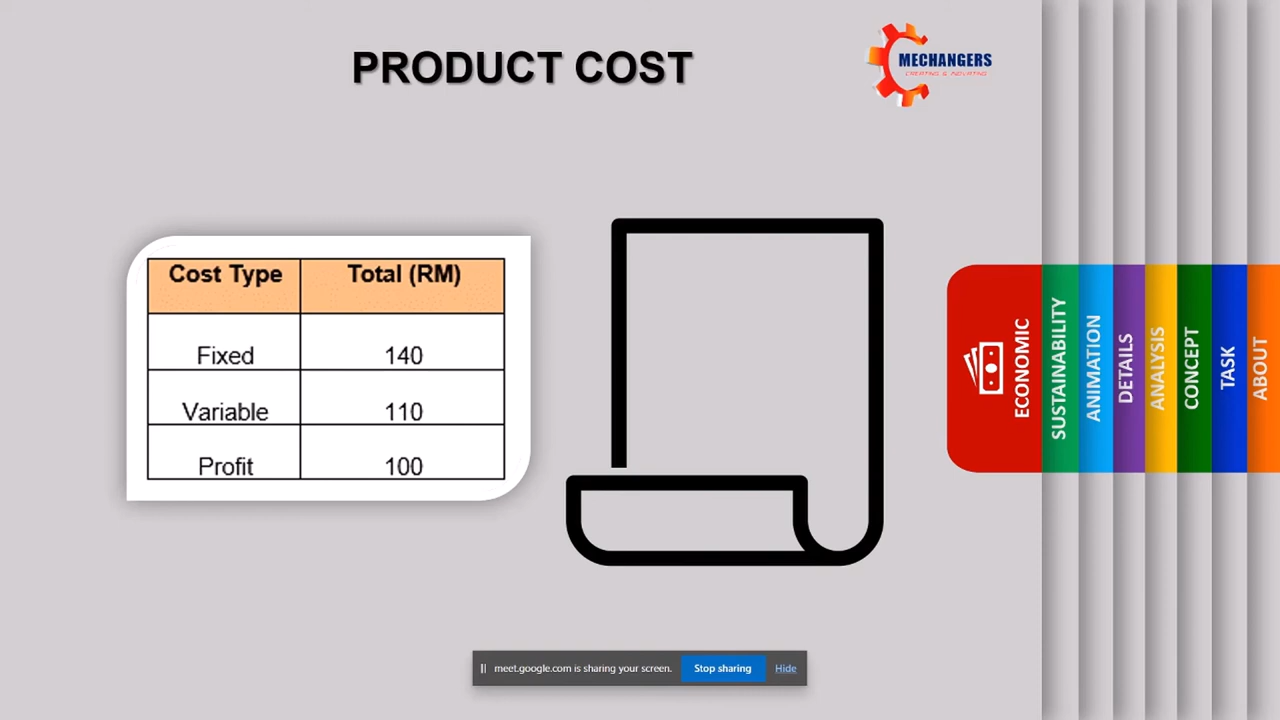 PRODUCT COST
MECHANGERS
Cost Type Total (RM)
Fixed 140
Variable 110
Profit 100
ECONOMIC
SUSTAINABILITY
ANIMATION
DETAILS
ANALYSIS
CONCEPT
TASK
ABOUT
meet.google.com is sharing your screen. Stop sharing Hide